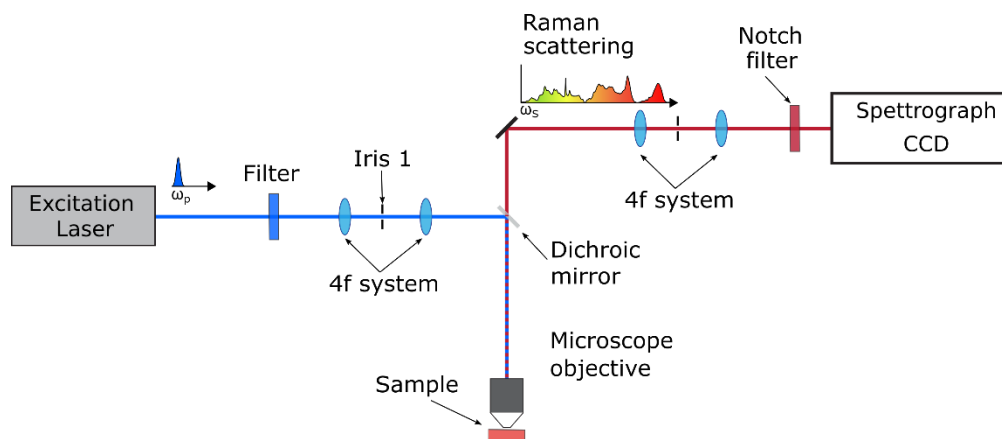 Raman
scattering
Notch
filter
ωs
Spettrograph
CCD
Iris 1
Filter
ωp
Excitation
Laser
4f system
4f system
Dichroic
mirror
Microscope
objective
Sample